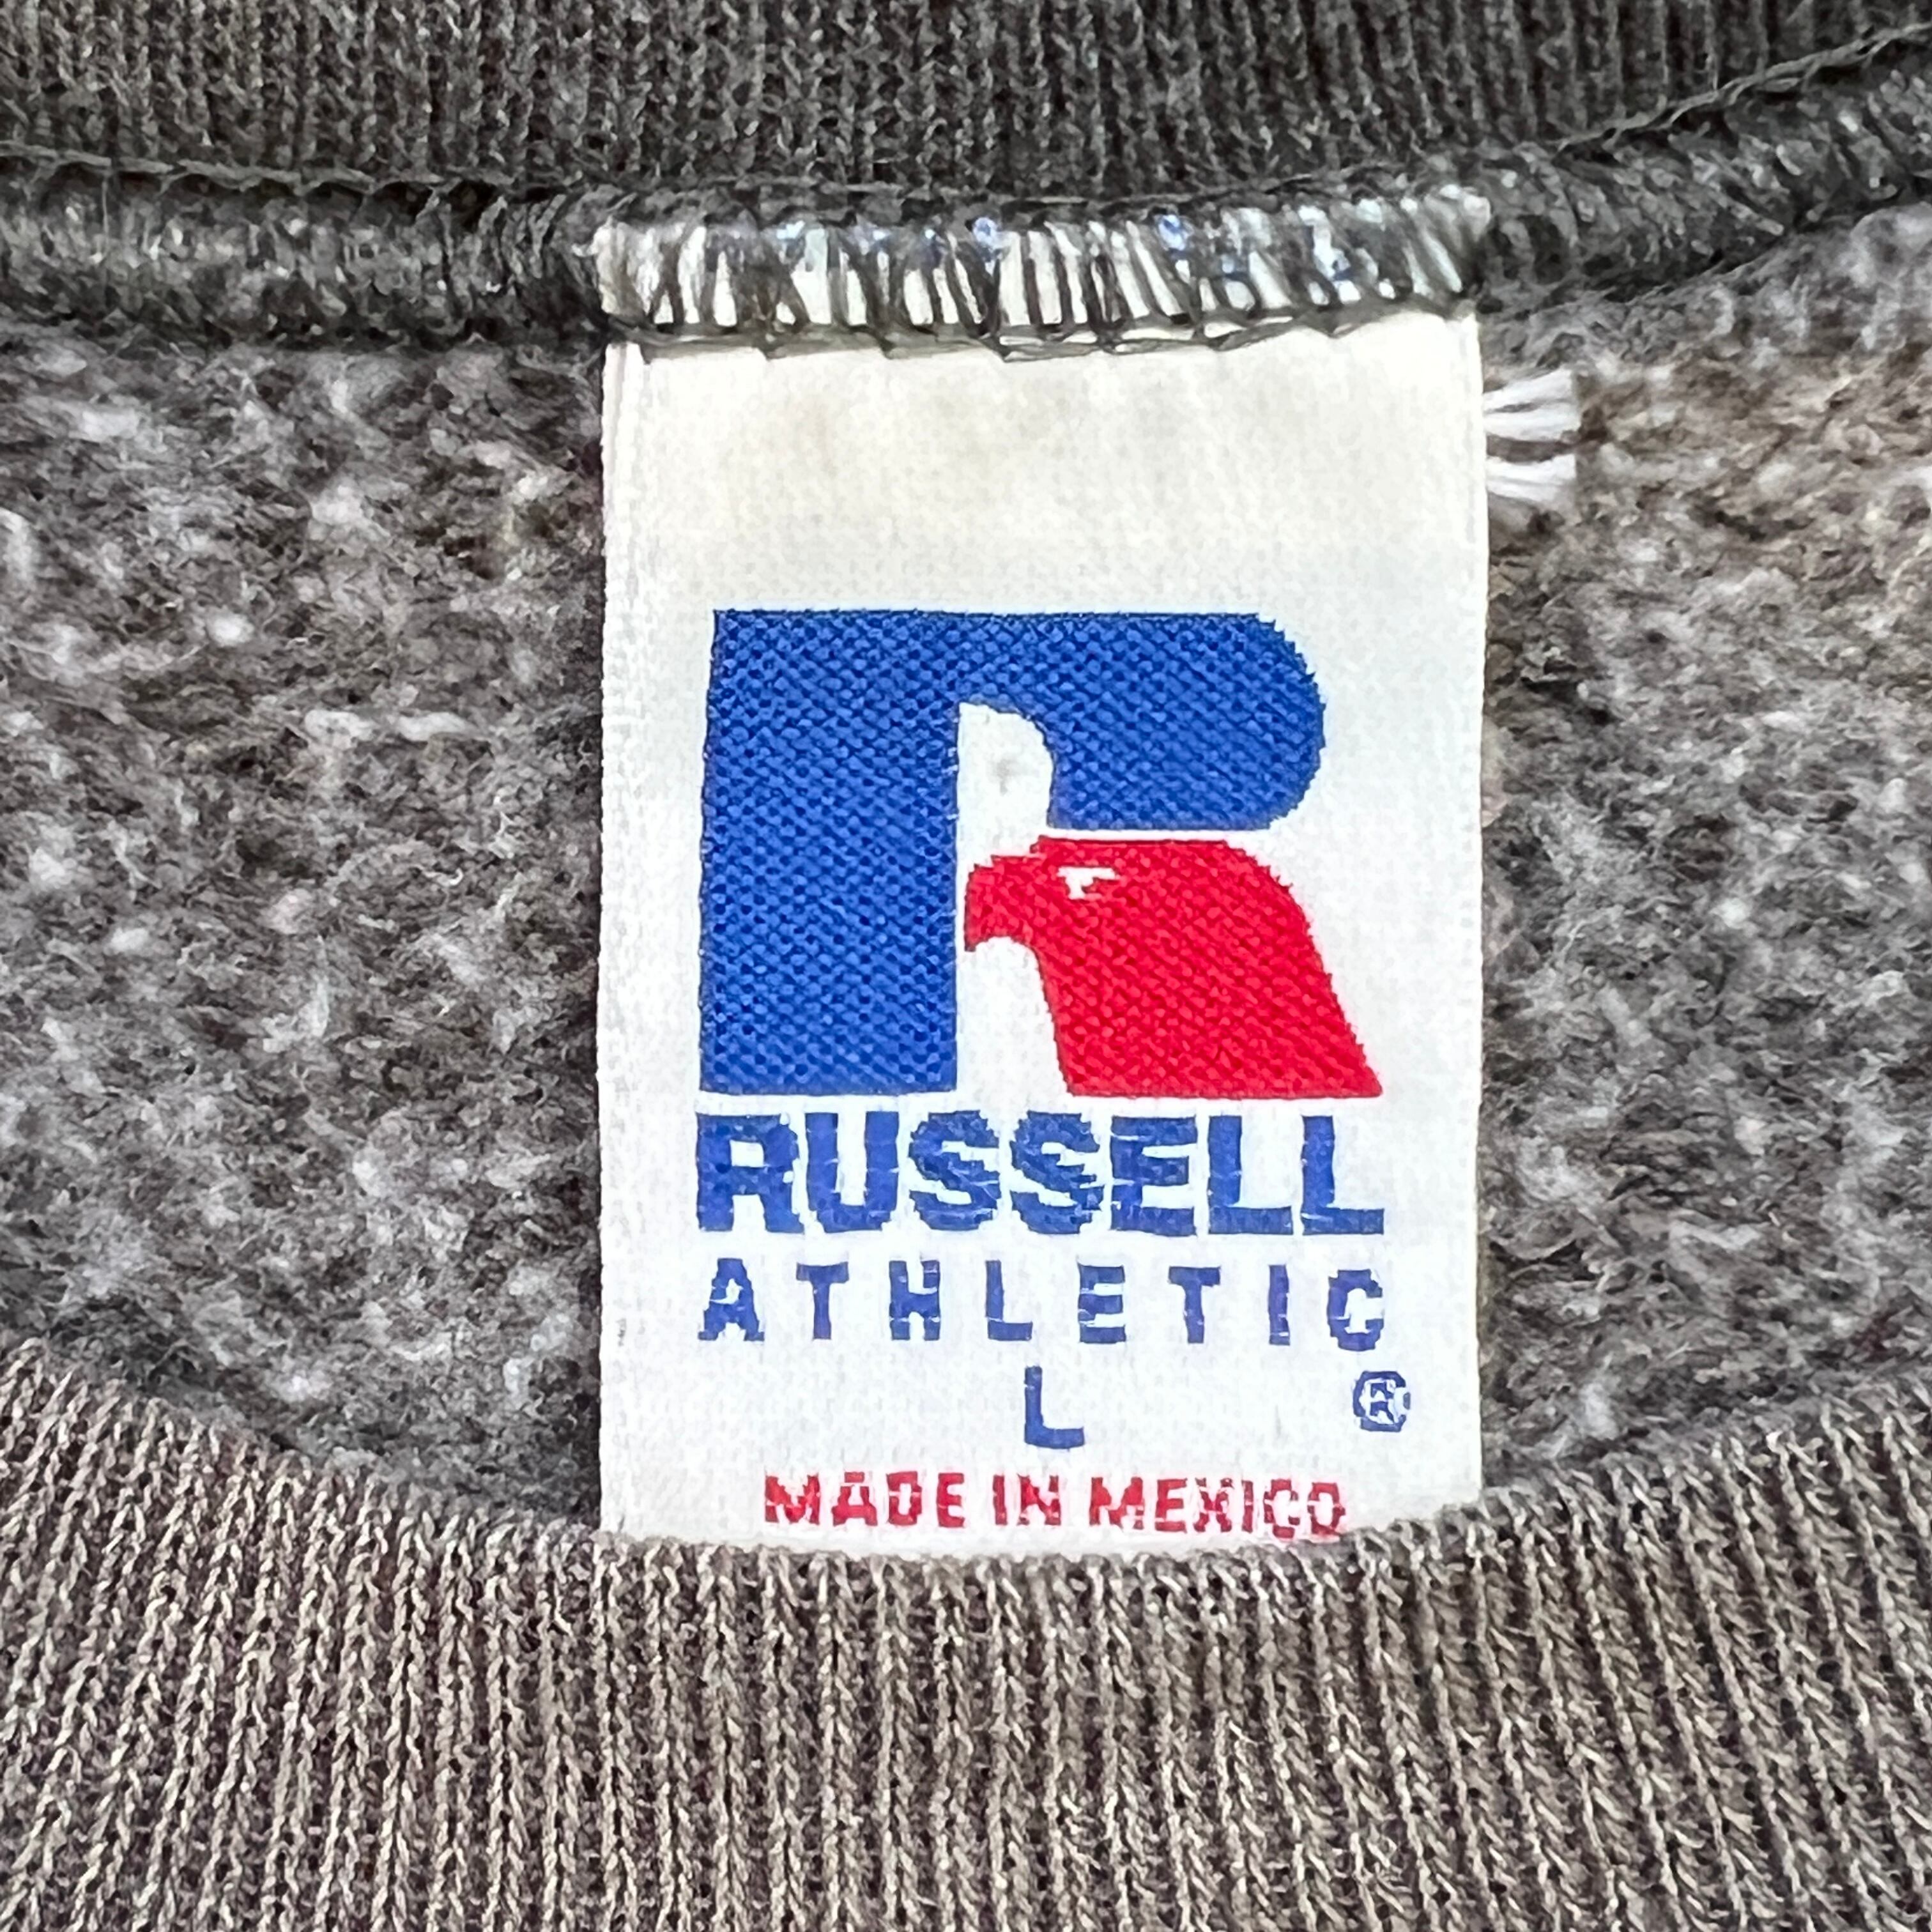 RUSSELL
ATHLETIC
L ®
MADE IN MEXICO